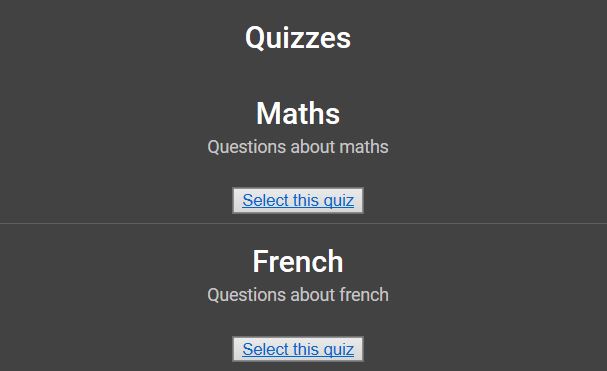 Quizzes
Maths
Questions about maths
Select this quiz
French
Questions about french
Select this quiz